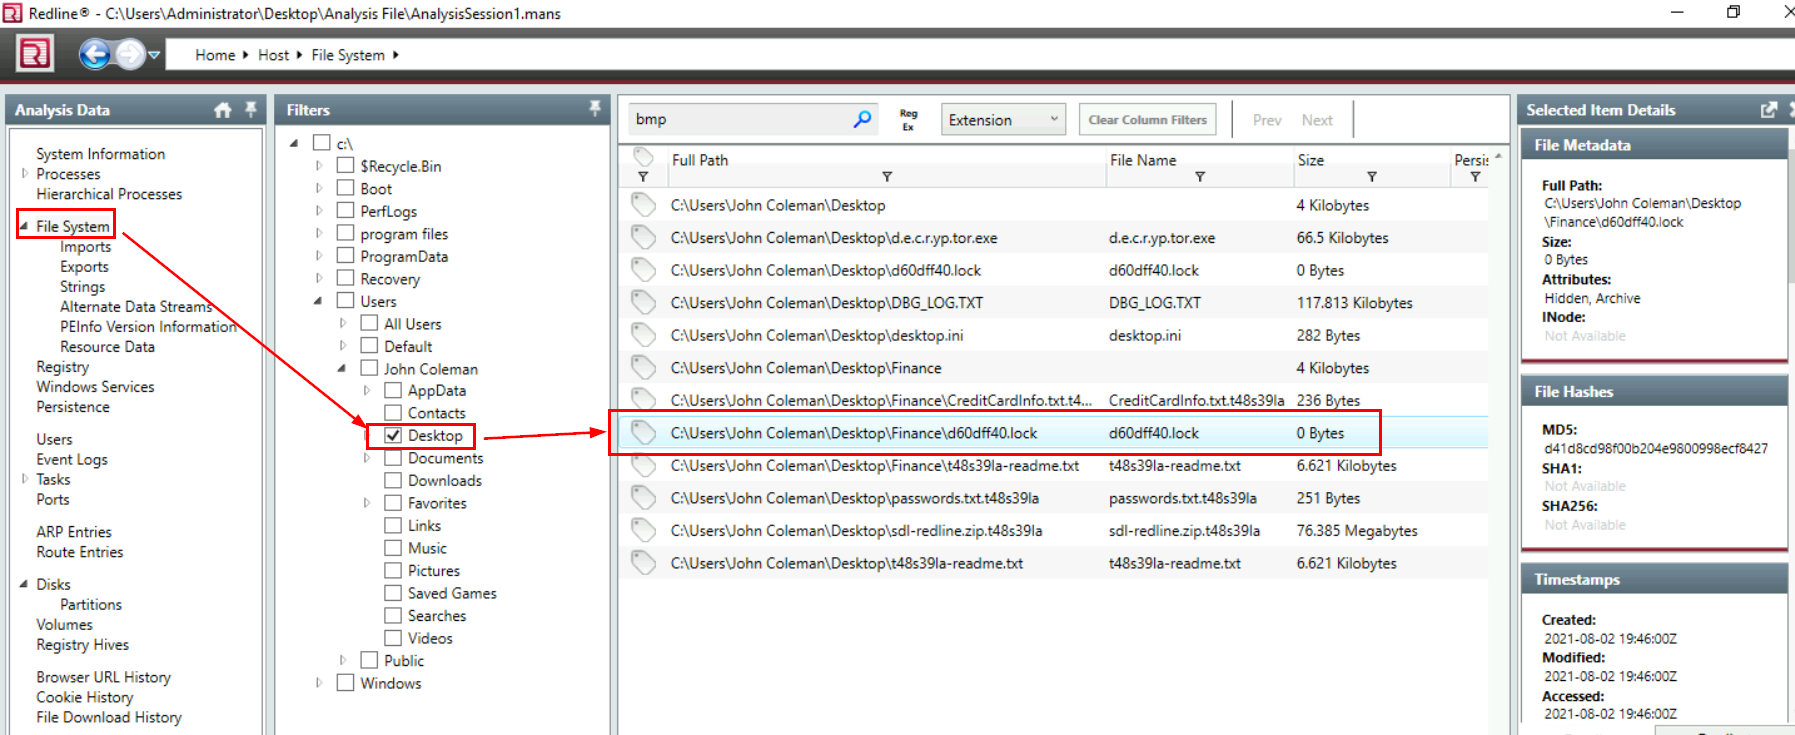 Redline® - C:\Users\Administrator\Desktop\Analysis File\AnalysisSession1.mans
Home Host File System
Analysis Data
System Information
Processes
Hierarchical Processes
File System
Imports
Exports
Strings
Alternate Data Streams
PEInfo Version Information
Resource Data
Registry
Windows Services
Persistence
Users
Event Logs
Tasks
Ports
ARP Entries
Route Entries
Disks
Partitions
Volumes
Registry Hives
Browser URL History
Cookie History
File Download History
Filters
c:\
$Recycle.Bin
Boot
PerfLogs
program files
ProgramData
Recovery
Users
All Users
Default
John Coleman
AppData
Contacts
Desktop
Documents
Downloads
Favorites
Links
Music
Pictures
Saved Games
Searches
Videos
Public
Windows
bmp Reg Ex Extension Clear Column Filters Prev Next
Full Path File Name Size Persis
C:\Users\John Coleman\Desktop 4 Kilobytes
C:\Users\John Coleman\Desktop\d.e.c.r.yp.tor.exe d.e.c.r.yp.tor.exe 66.5 Kilobytes
C:\Users\John Coleman\Desktop\d60dff40.lock d60dff40.lock 0 Bytes
C:\Users\John Coleman\Desktop\DBG_LOG.TXT DBG_LOG.TXT 117.813 Kilobytes
C:\Users\John Coleman\Desktop\desktop.ini desktop.ini 282 Bytes
C:\Users\John Coleman\Desktop\Finance 4 Kilobytes
C:\Users\John Coleman\Desktop\Finance\CreditCardInfo.txt.t4... CreditCardInfo.txt.t48s39la 236 Bytes
C:\Users\John Coleman\Desktop\Finance\d60dff40.lock d60dff40.lock 0 Bytes
C:\Users\John Coleman\Desktop\Finance\t48s39la-readme.txt t48s39la-readme.txt 6.621 Kilobytes
C:\Users\John Coleman\Desktop\passwords.txt.t48s39la passwords.txt.t48s39la 251 Bytes
C:\Users\John Coleman\Desktop\sdl-redline.zip.t48s39la sdl-redline.zip.t48s39la 76.385 Megabytes
C:\Users\John Coleman\Desktop\t48s39la-readme.txt t48s39la-readme.txt 6.621 Kilobytes
Selected Item Details
File Metadata
Full Path:
C:\Users\John Coleman\Desktop
\Finance\d60dff40.lock
Size:
0 Bytes
Attributes:
Hidden, Archive
INode:
Not Available
File Hashes
MD5:
d41d8cd98f00b204e9800998ecf8427
SHA1:
Not Available
SHA256:
Not Available
Timestamps
Created:
2021-08-02 19:46:00Z
Modified:
2021-08-02 19:46:00Z
Accessed:
2021-08-02 19:46:00Z